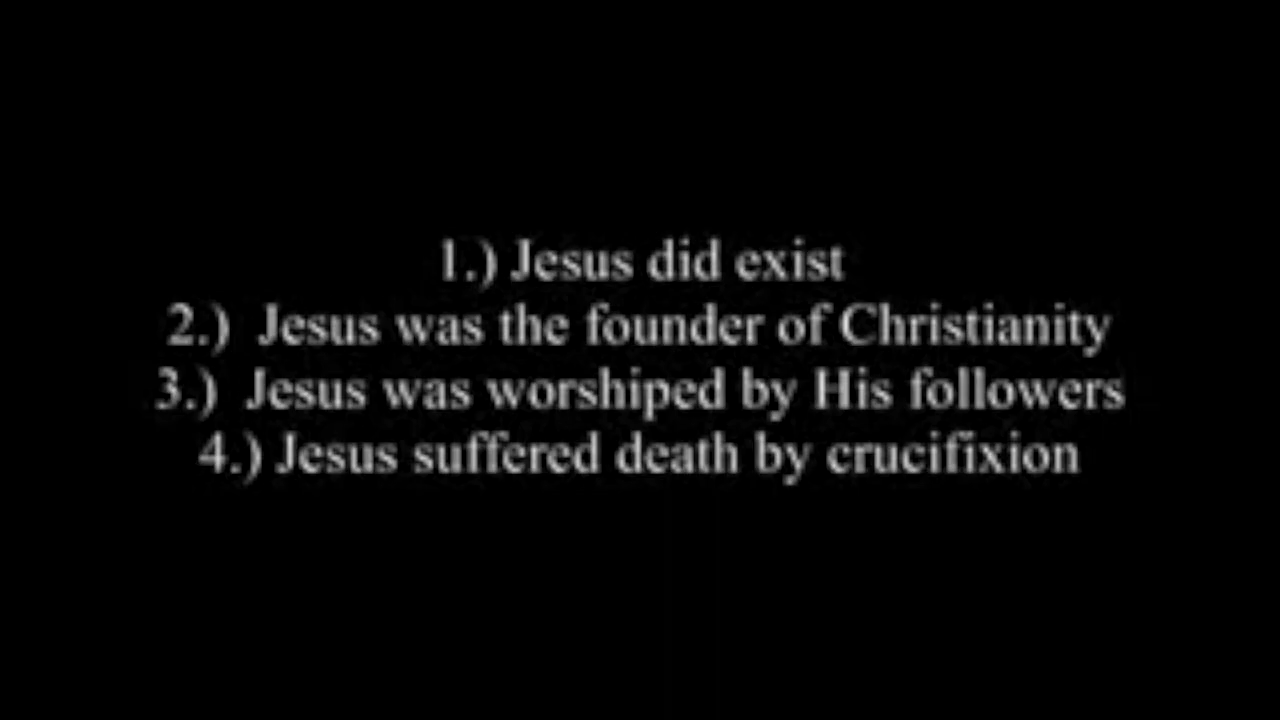 1.) Jesus did exist
2.) Jesus was the founder of Christianity
3.) Jesus was worshiped by His followers
4.) Jesus suffered death by crucifixion